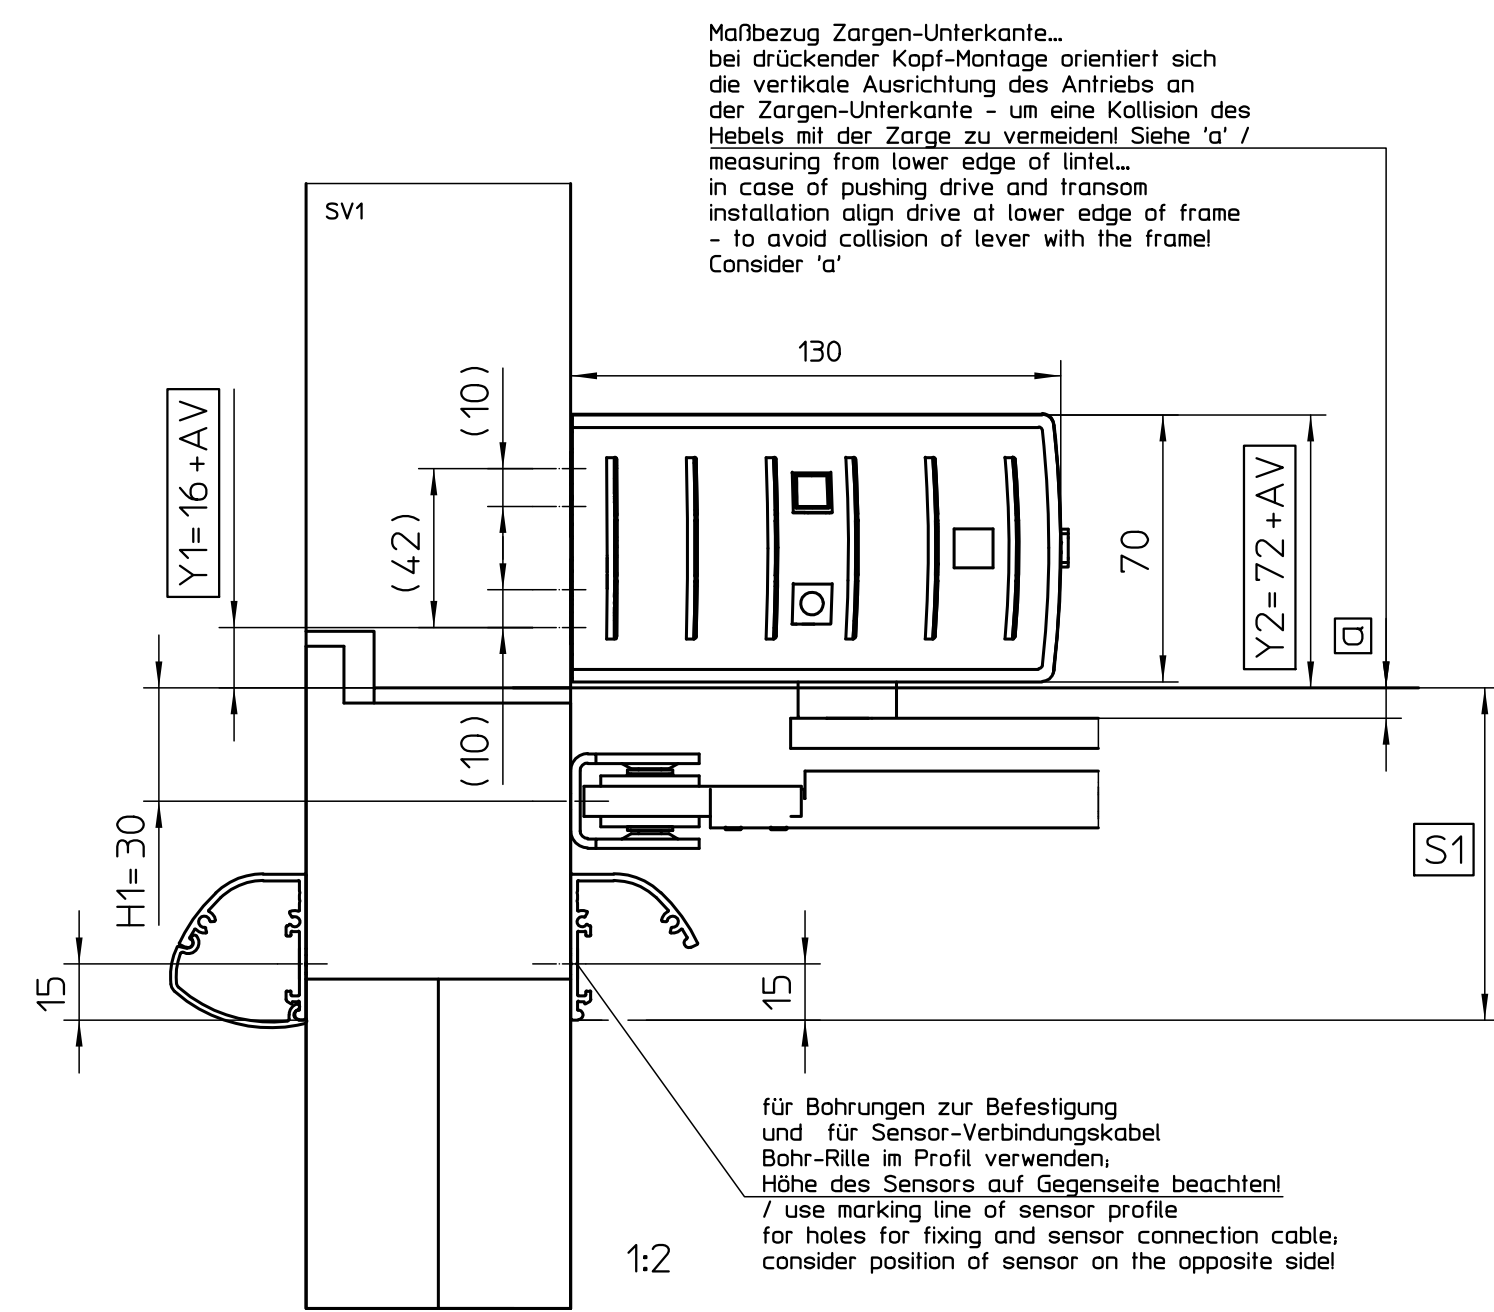 Maßbezug Zargen-Unterkante...
bei drückender Kopf-Montage orientiert sich
die vertikale Ausrichtung des Antriebs an
der Zargen-Unterkante - um eine Kollision des
Hebels mit der Zarge zu vermeiden! Siehe 'a' /
measuring from lower edge of lintel...
in case of pushing drive and transom
installation align drive at lower edge of frame
- to avoid collision of lever with the frame!
Consider 'a'
SV1
130
(10)
Y1=16+AV
(42)
70
Y2=72+AV
a
(10)
H1=30
S1
15
15
für Bohrungen zur Befestigung
und für Sensor-Verbindungskabel
Bohr-Rille im Profil verwenden;
Höhe des Sensors auf Gegenseite beachten!
/ use marking line of sensor profile
for holes for fixing and sensor connection cable;
consider position of sensor on the opposite side!
1:2